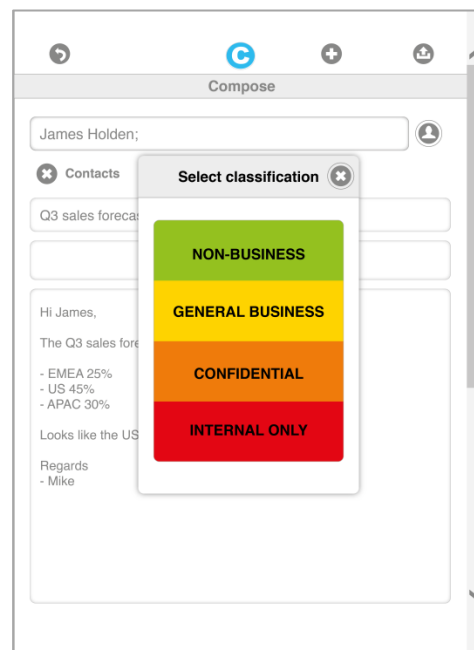 C
Compose
James Holden;
Contacts
Select classification
Q3 sales foreca
NON-BUSINESS
GENERAL BUSINESS
CONFIDENTIAL
INTERNAL ONLY
Hi James,
The Q3 sales fore
- EMEA 25%
- US 45%
- APAC 30%
Looks like the US
Regards
- Mike